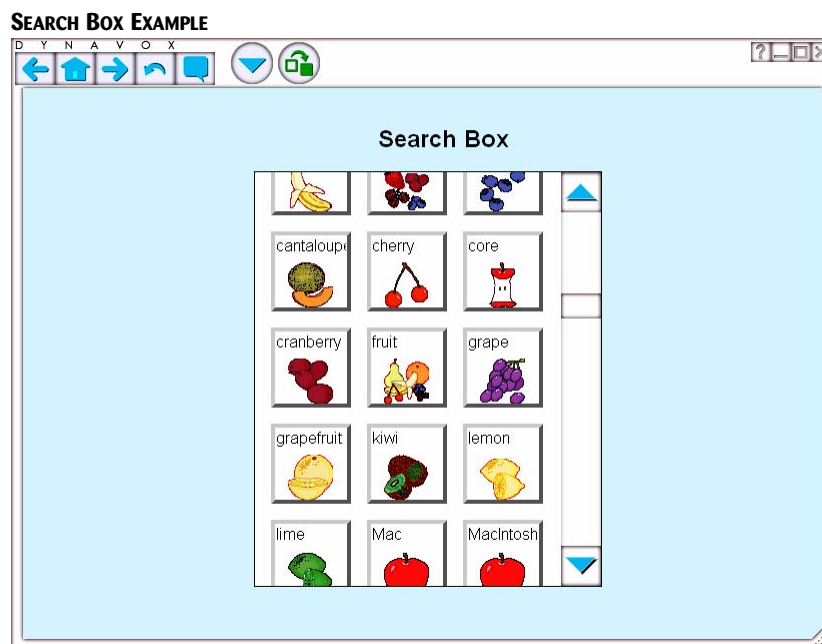 SEARCH BOX EXAMPLE
D Y N A V O X
?
Search Box
cantaloupe cherry core
cranberry fruit grape
grapefruit kiwi lemon
lime Mac MacIntosh